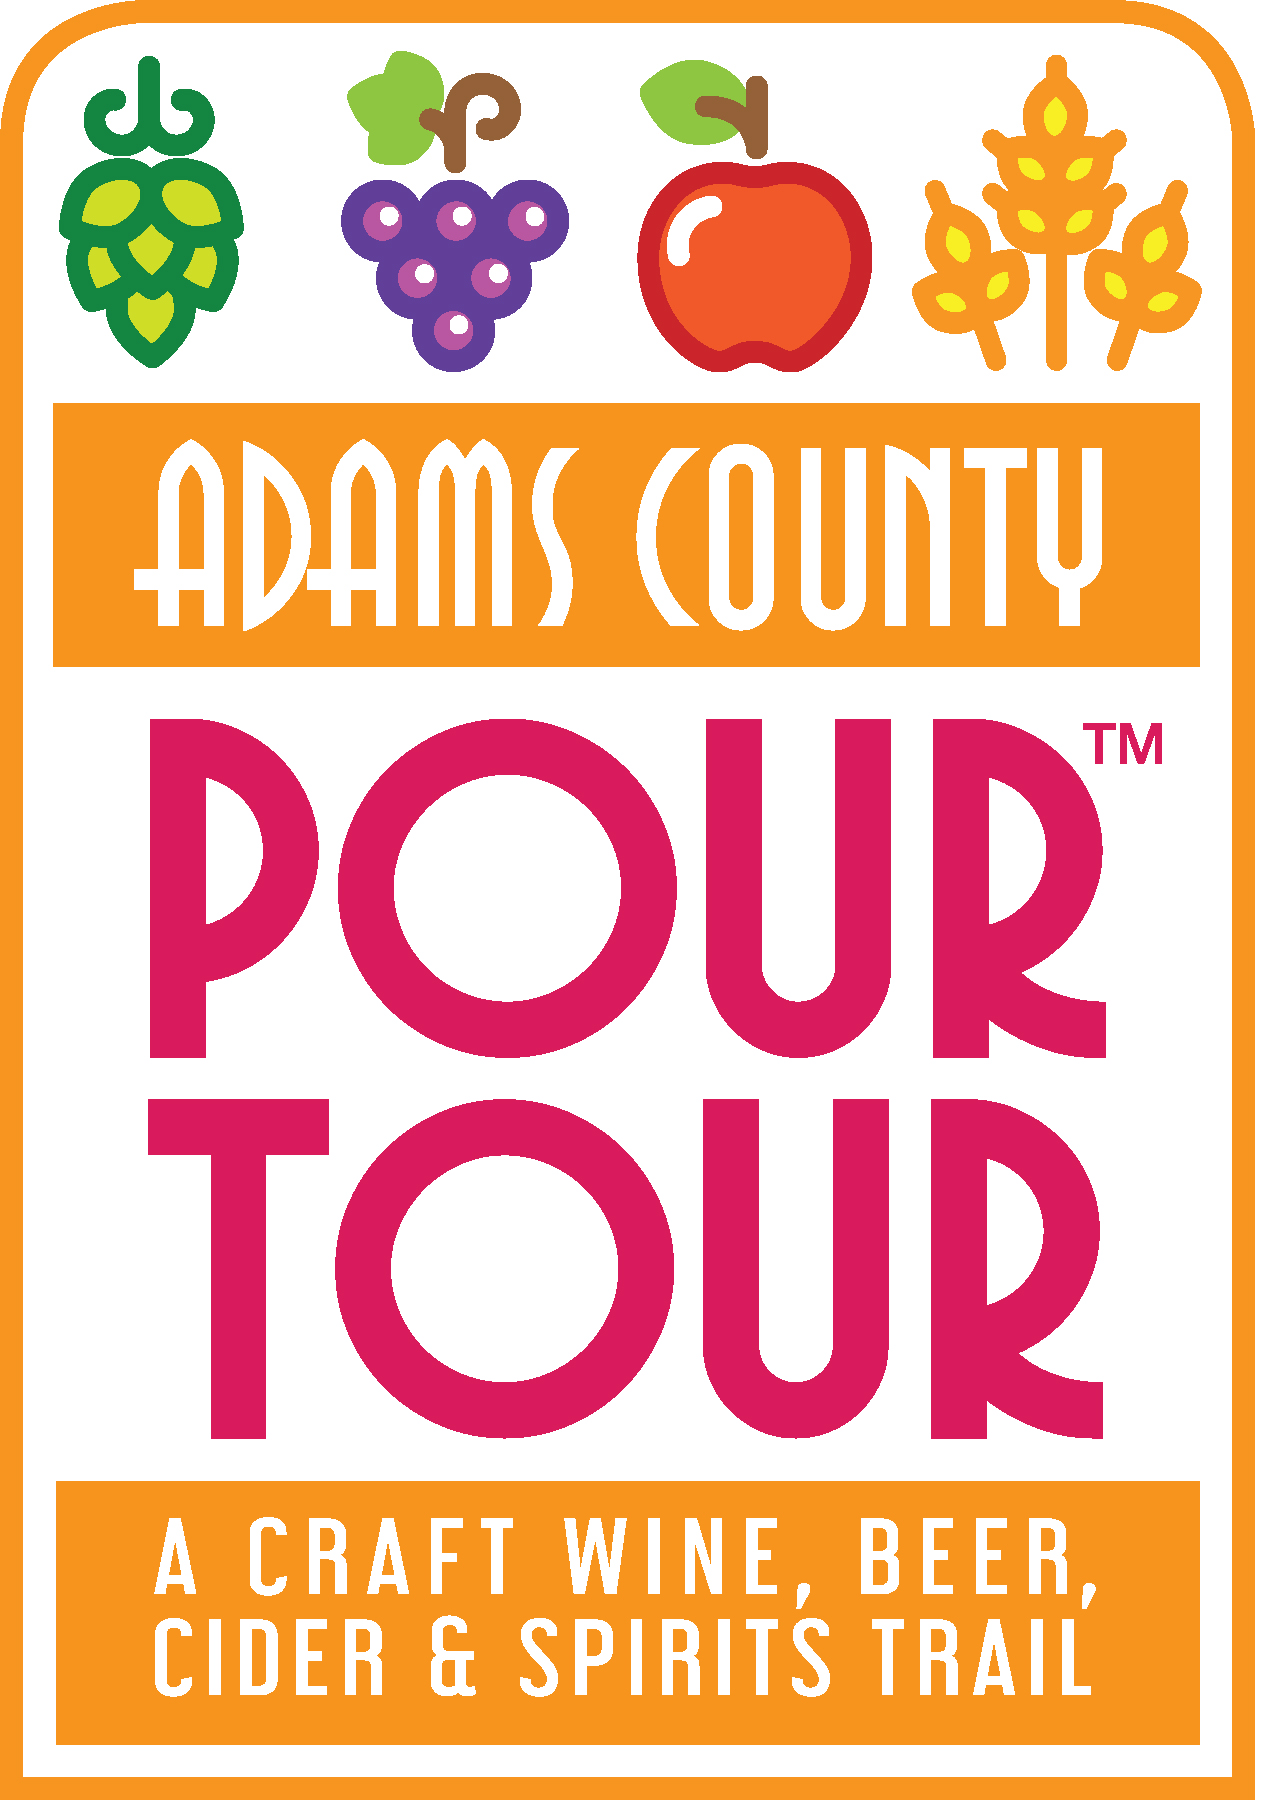 ADAMS COUNTY
POUR™
TOUR
A CRAFT WINE, BEER,
CIDER & SPIRITS TRAIL